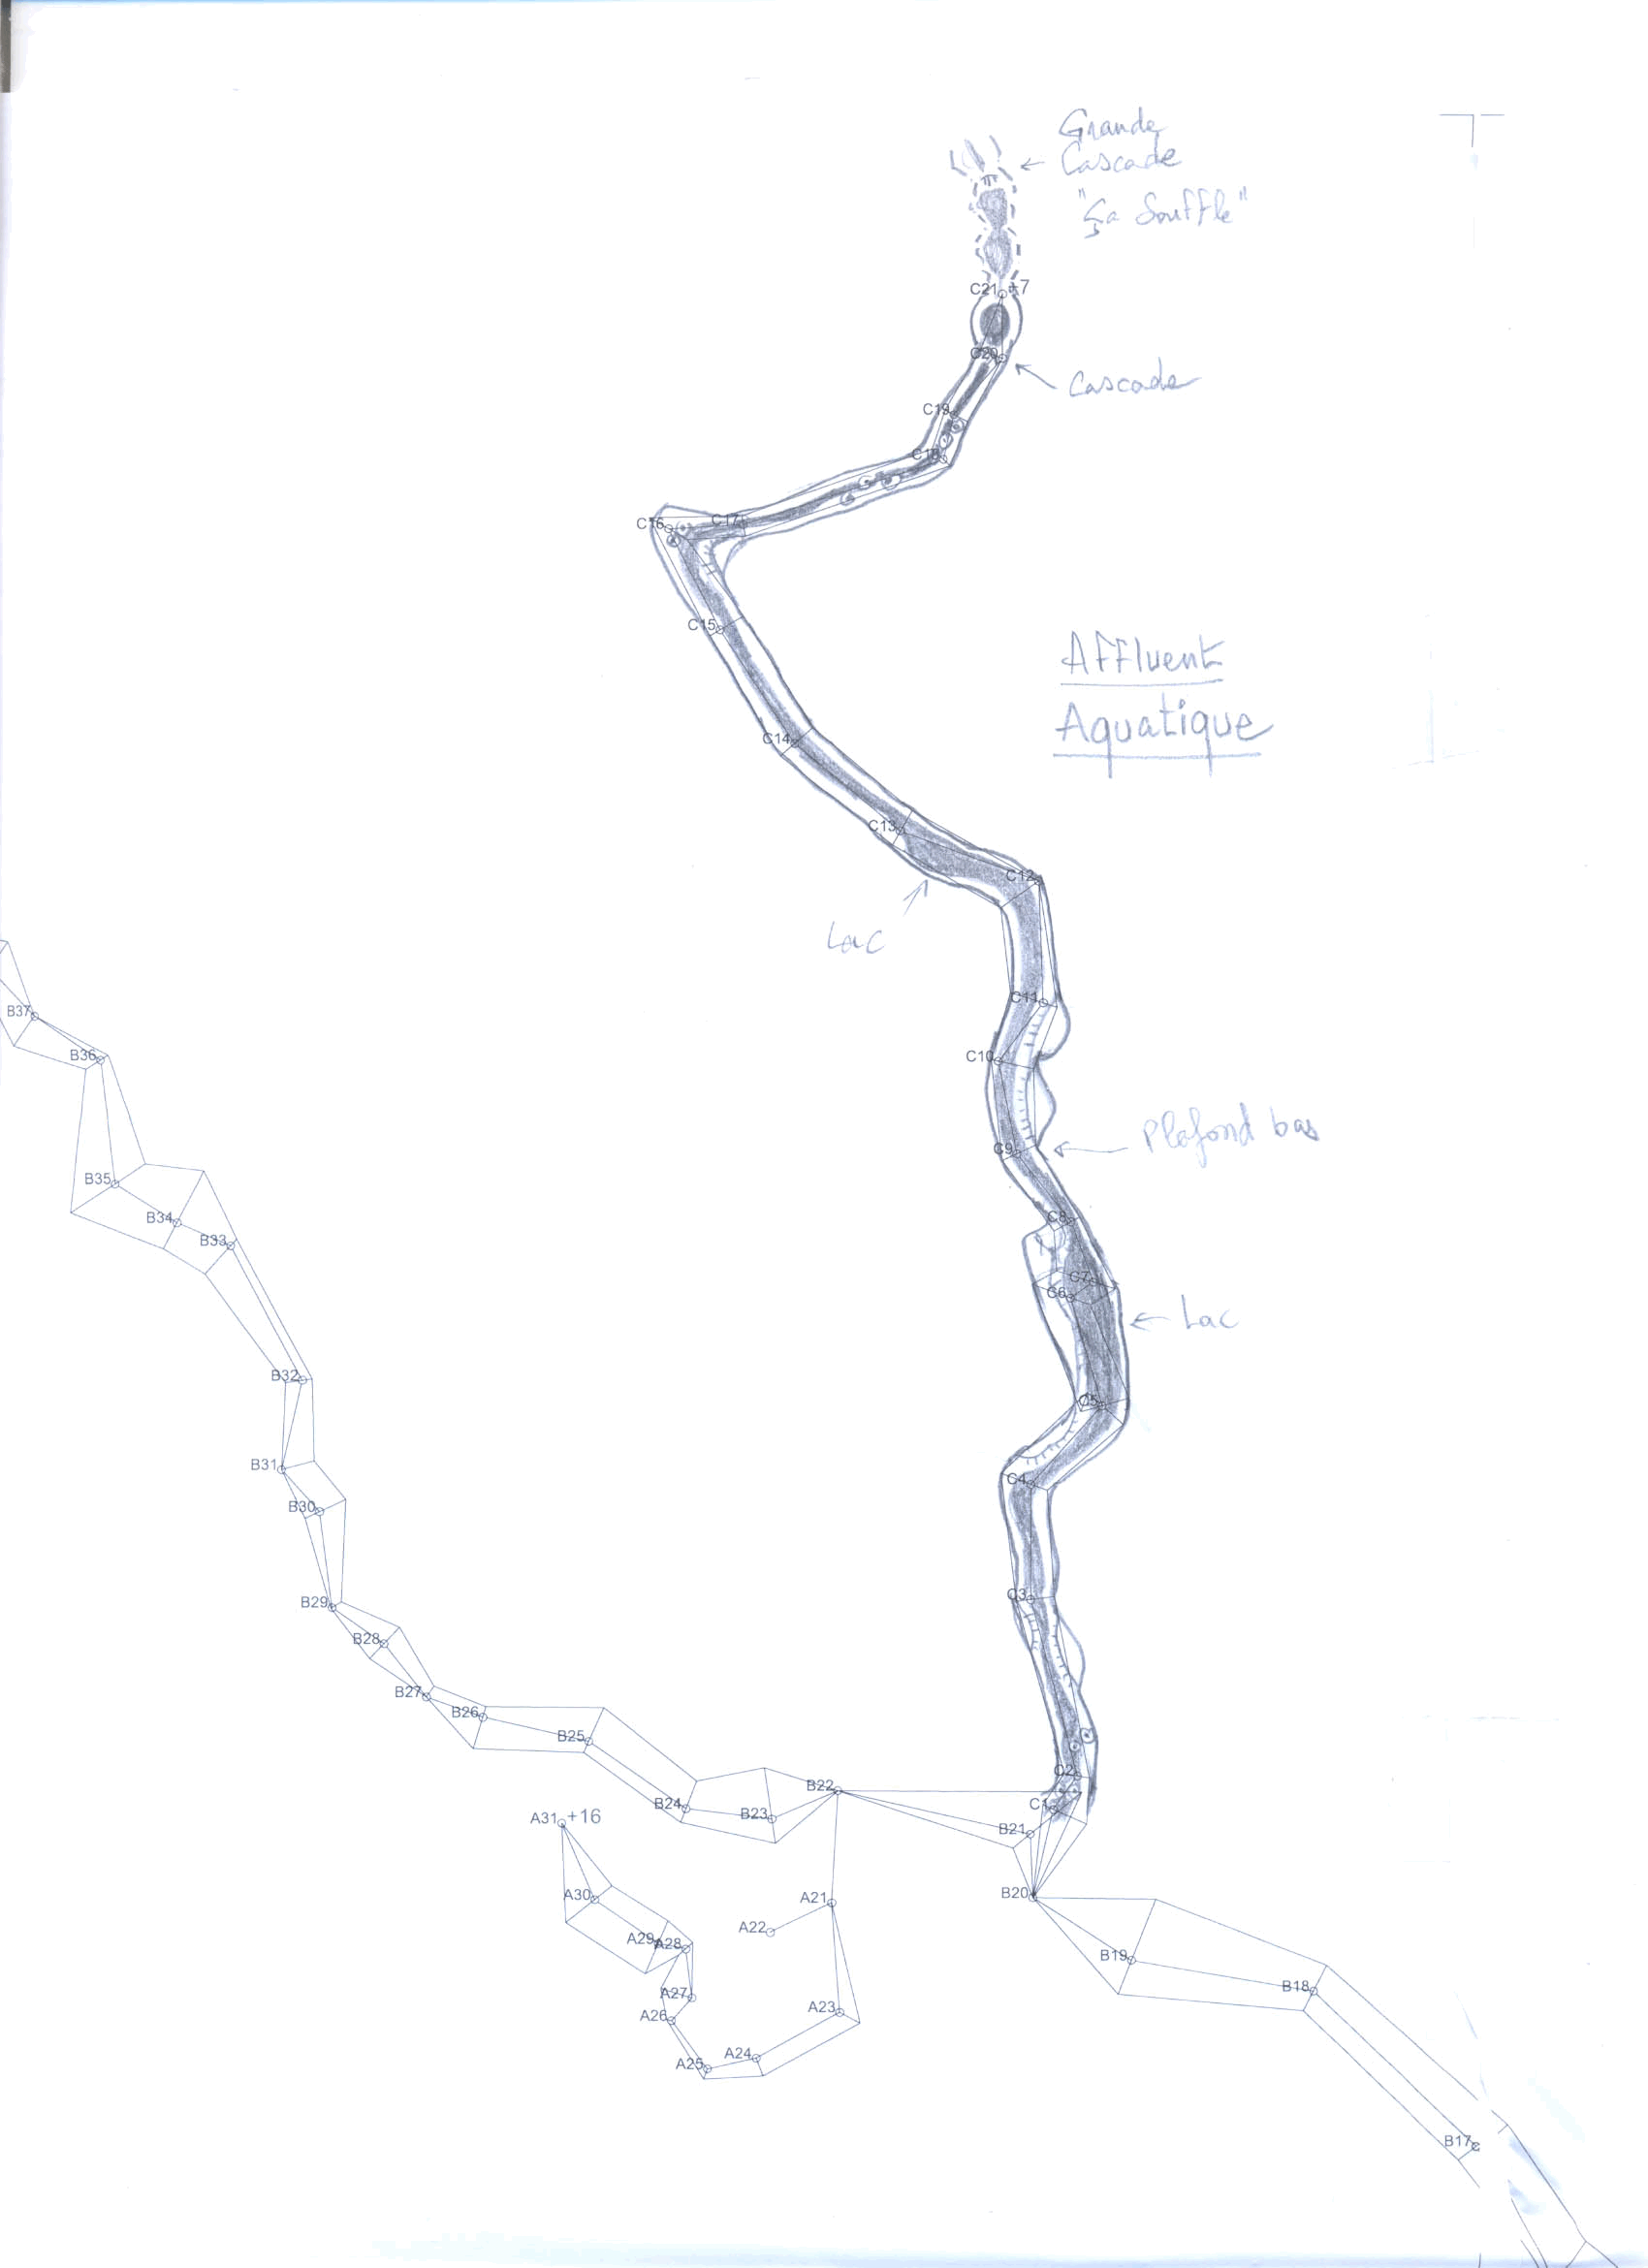 Grande
Cascade
"ça Souffle"
C21 +7
C20
Cascade
C19
C18
C16
C17
C15
Affluent
Aquatique
C14
C13
C12
Lac
C11
B37
B36
C10
Plafond bas
C9
B35
B34
C8
B33
C7
C6
Lac
B32
C5
B31
C4
B30
C3
B29
B28
B27
B26
B25
C2
B22
B24
C1
B23
A31 +16
B21
A30
B20
A21
A22
A29
A28
B19
B18
A27
A26
A23
A24
A25
B17